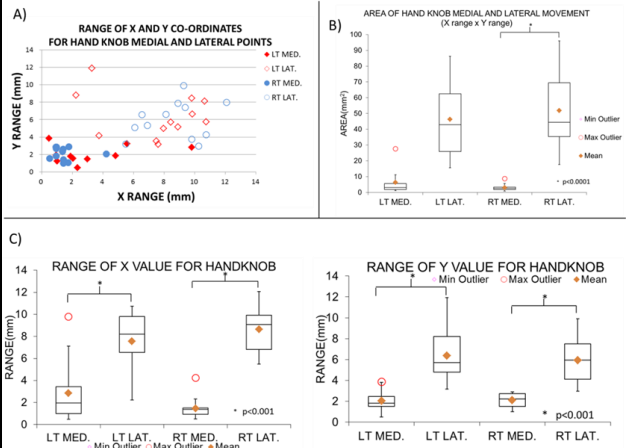 A)
RANGE OF X AND Y CO-ORDINATES
FOR HAND KNOB MEDIAL AND LATERAL POINTS
LT MED.
LT LAT.
RT MED.
RT LAT.
Y RANGE (mm)
14
12
10
8
6
4
2
0
0 2 4 6 8 10 12 14
X RANGE (mm)
B)
AREA OF HAND KNOB MEDIAL AND LATERAL MOVEMENT
(X range x Y range)
*
AREA(mm²)
100
90
80
70
60
50
40
30
20
10
0
Min Outlier
Max Outlier
Mean
* p<0.0001
LT MED. LT LAT. RT MED. RT LAT.
C)
RANGE OF X VALUE FOR HANDKNOB
* *
RANGE(mm)
14
12
10
8
6
4
2
0
* p<0.001
LT MED. LT LAT. RT MED. RT LAT.
Min Outlier Max Outlier Mean
RANGE OF Y VALUE FOR HANDKNOB
Min Outlier Max Outlier Mean
* *
RANGE(mm)
14
12
10
8
6
4
2
0
* p<0.001
LT MED. LT LAT. RT MED. RT LAT.